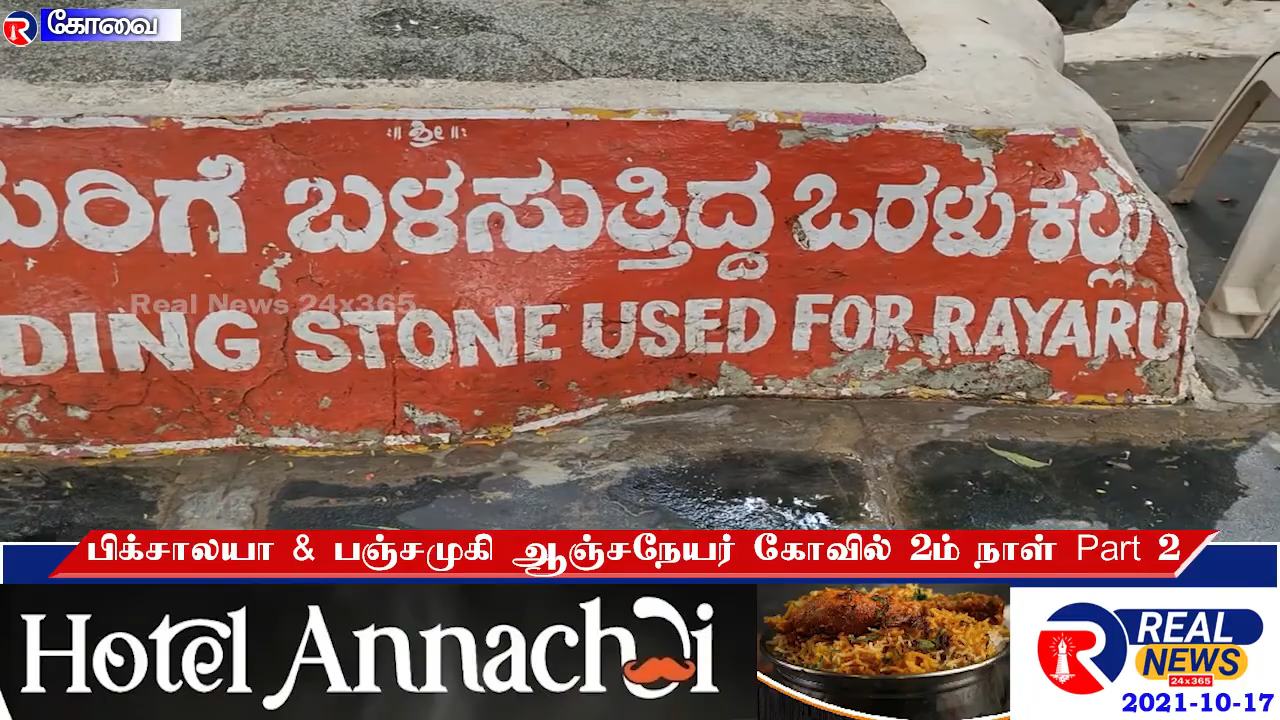 R கோவை
:॥ ಶ್ರೀ ॥:
ಬಳಸುತ್ತಿದ್ದ ಒರಳು ಕಲ್ಲು
Real News 24x365
DING STONE USED FOR RAYARU
பிக்சாலயா & பஞ்சமுகி ஆஞ்சநேயர் கோவில் 2ம் நாள் Part 2
Hotel Annachi
REAL
NEWS
24x365
2021-10-17